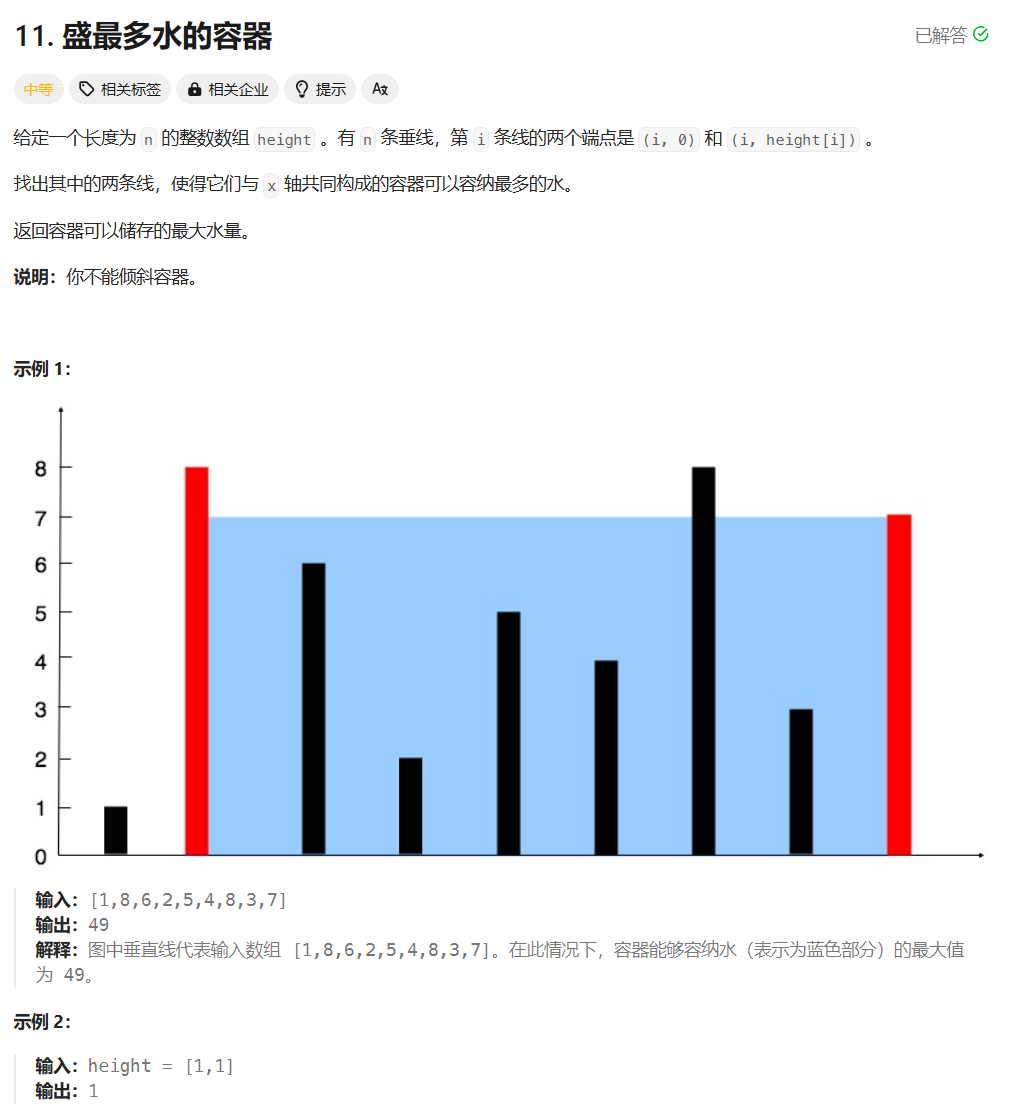 11. 盛最多水的容器
已解答
中等 相关标签 相关企业 提示 A文
给定一个长度为 n 的整数数组 height 。有 n 条垂线，第 i 条线的两个端点是 (i, 0) 和 (i, height[i]) 。
找出其中的两条线，使得它们与 x 轴共同构成的容器可以容纳最多的水。
返回容器可以储存的最大水量。
说明：你不能倾斜容器。
示例 1：
8
7
6
5
4
3
2
1
0
输入：[1,8,6,2,5,4,8,3,7]
输出：49
解释：图中垂直线代表输入数组 [1,8,6,2,5,4,8,3,7]。在此情况下，容器能够容纳水（表示为蓝色部分）的最大值
为 49。
示例 2：
输入：height = [1,1]
输出：1